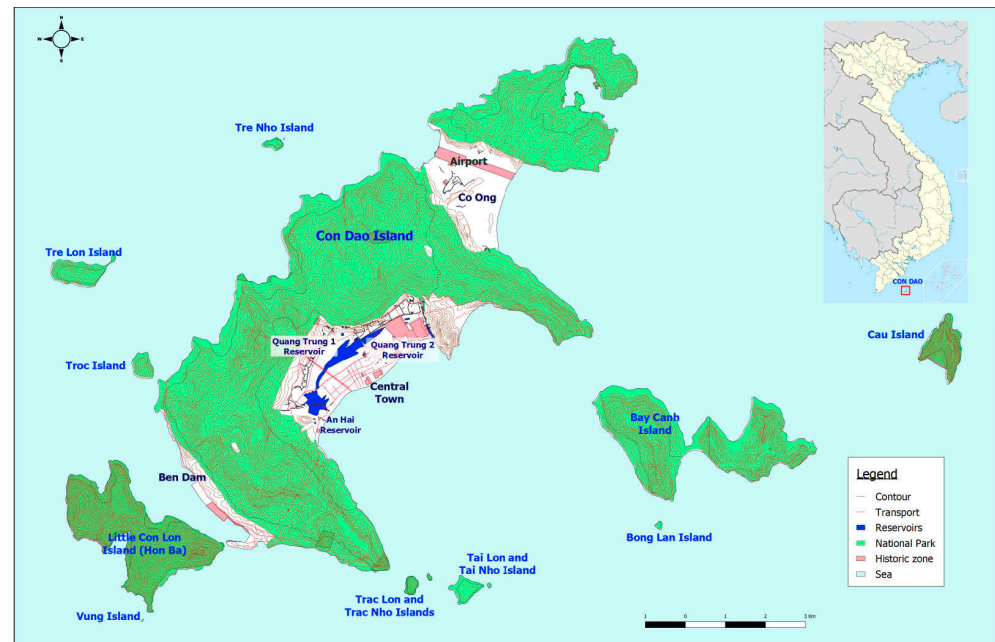 N
W
E
S
Tre Nho Island
Airport
Co Ong
Con Dao Island
Tre Lon Island
CON DAO
Cau Island
Quang Trung 1
Reservoir
Quang Trung 2
Reservoir
Troc Island
Central
Town
An Hai
Reservoir
Bay Canh
Island
Ben Dam
Legend
Contour
Transport
Reservoirs
National Park
Historic zone
Sea
Little Con Lon
Island (Hon Ba)
Bong Lan Island
Tai Lon and
Tai Nho Island
Trac Lon and
Trac Nho Islands
Vung Island
1 0 1 2 3 Km